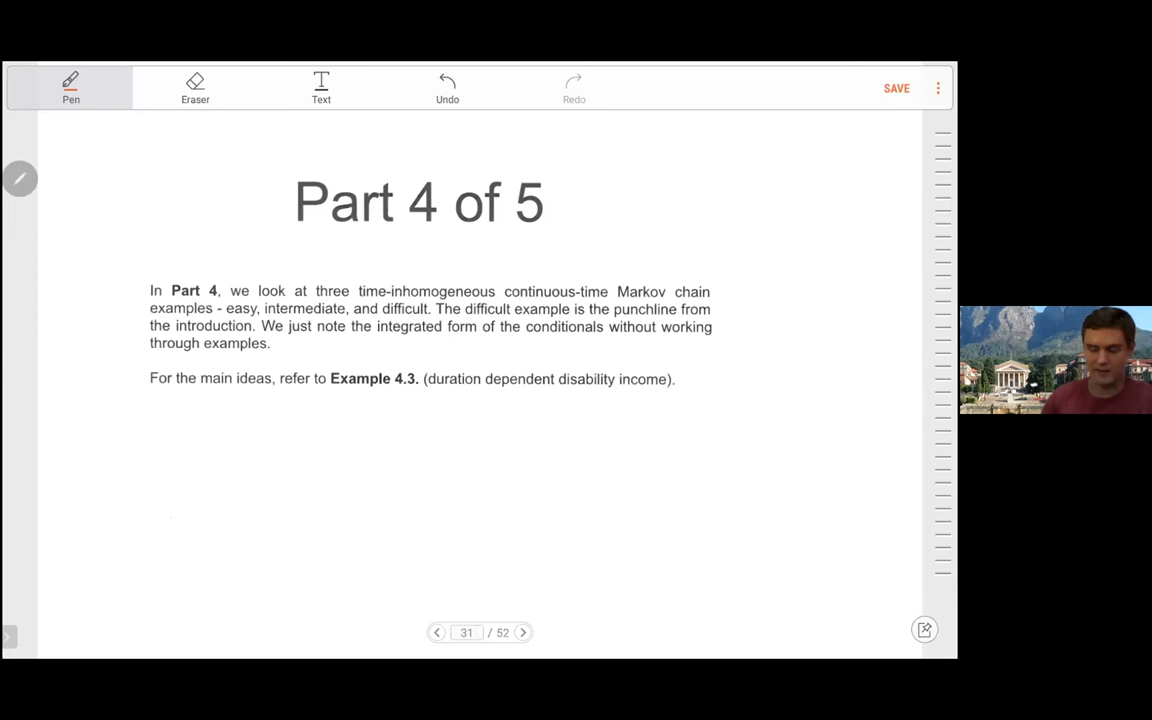 Pen
Eraser
Text
Undo
Redo
SAVE
Part 4 of 5
In Part 4, we look at three time-inhomogeneous continuous-time Markov chain
examples - easy, intermediate, and difficult. The difficult example is the punchline from
the introduction. We just note the integrated form of the conditionals without working
through examples.
For the main ideas, refer to Example 4.3. (duration dependent disability income).
31 / 52